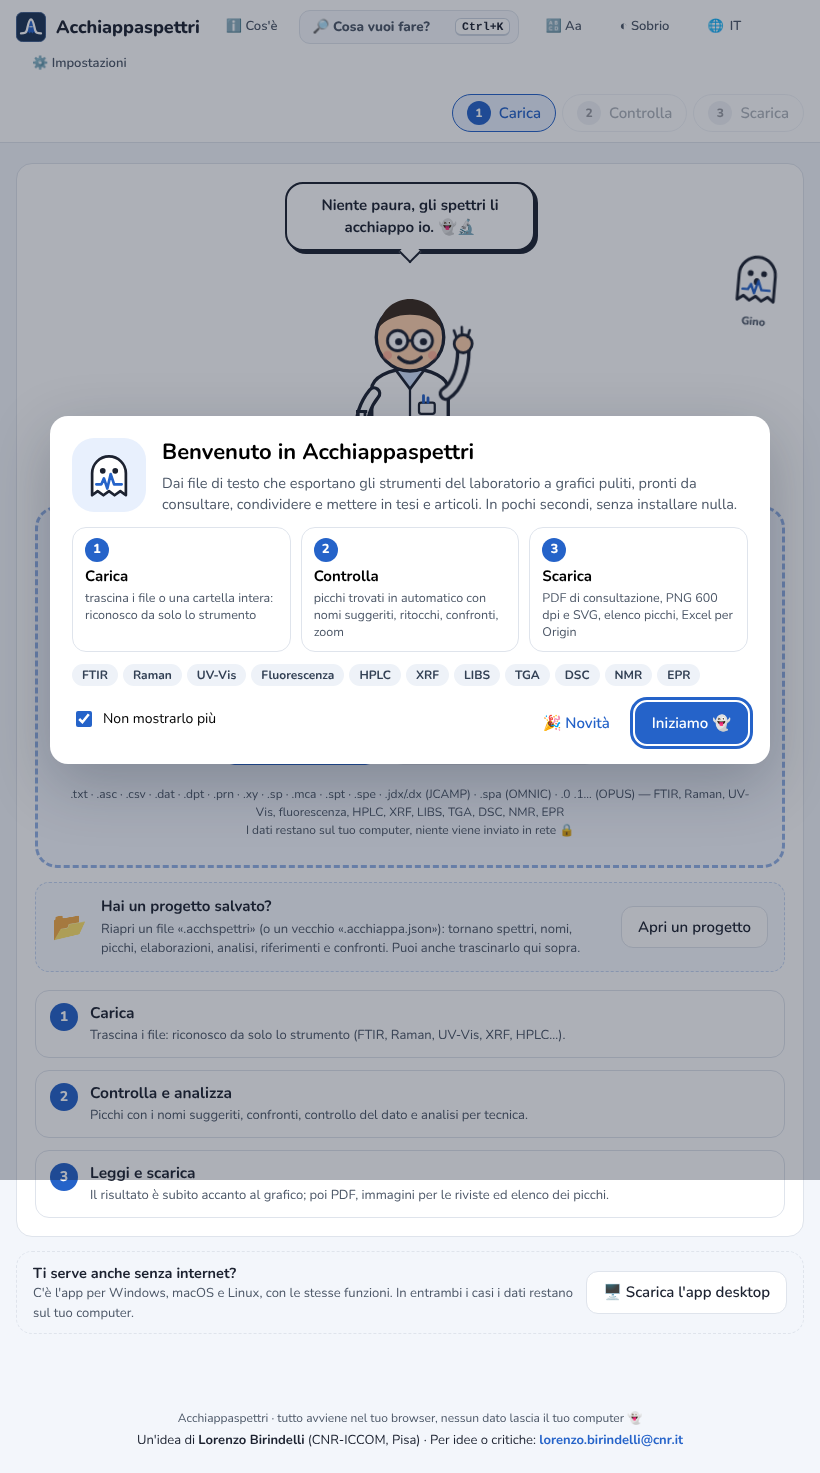 Acchiappaspettri
ℹ️ Cos'è
🔎 Cosa vuoi fare? Ctrl+K
🔠 Aa
Sobrio
🌐 IT
⚙️ Impostazioni
1 Carica
2 Controlla
3 Scarica
Niente paura, gli spettri li
acchiappo io. 👻🔬
Gino
Benvenuto in Acchiappaspettri
Dai file di testo che esportano gli strumenti del laboratorio a grafici puliti, pronti da
consultare, condividere e mettere in tesi e articoli. In pochi secondi, senza installare nulla.
1
Carica
trascina i file o una cartella intera:
riconosco da solo lo strumento
2
Controlla
picchi trovati in automatico con
nomi suggeriti, ritocchi, confronti,
zoom
3
Scarica
PDF di consultazione, PNG 600
dpi e SVG, elenco picchi, Excel per
Origin
FTIR Raman UV-Vis Fluorescenza HPLC XRF LIBS TGA DSC NMR EPR
Non mostrarlo più
🎉 Novità
Iniziamo 👻
.txt · .asc · .csv · .dat · .dpt · .prn · .xy · .sp · .mca · .spt · .spe · .jdx/.dx (JCAMP) · .spa (OMNIC) · .0 .1… (OPUS) — FTIR, Raman, UV-
Vis, fluorescenza, HPLC, XRF, LIBS, TGA, DSC, NMR, EPR
I dati restano sul tuo computer, niente viene inviato in rete 🔒
Hai un progetto salvato?
Riapri un file «.acchspettri» (o un vecchio «.acchiappa.json»): tornano spettri, nomi,
picchi, elaborazioni, analisi, riferimenti e confronti. Puoi anche trascinarlo qui sopra.
Apri un progetto
1 Carica
Trascina i file: riconosco da solo lo strumento (FTIR, Raman, UV-Vis, XRF, HPLC…).
2 Controlla e analizza
Picchi con i nomi suggeriti, confronti, controllo del dato e analisi per tecnica.
3 Leggi e scarica
Il risultato è subito accanto al grafico; poi PDF, immagini per le riviste ed elenco dei picchi.
Ti serve anche senza internet?
C'è l'app per Windows, macOS e Linux, con le stesse funzioni. In entrambi i casi i dati restano
sul tuo computer.
🖥️ Scarica l'app desktop
Acchiappaspettri · tutto avviene nel tuo browser, nessun dato lascia il tuo computer 👻
Un'idea di Lorenzo Birindelli (CNR-ICCOM, Pisa) · Per idee o critiche: lorenzo.birindelli@cnr.it